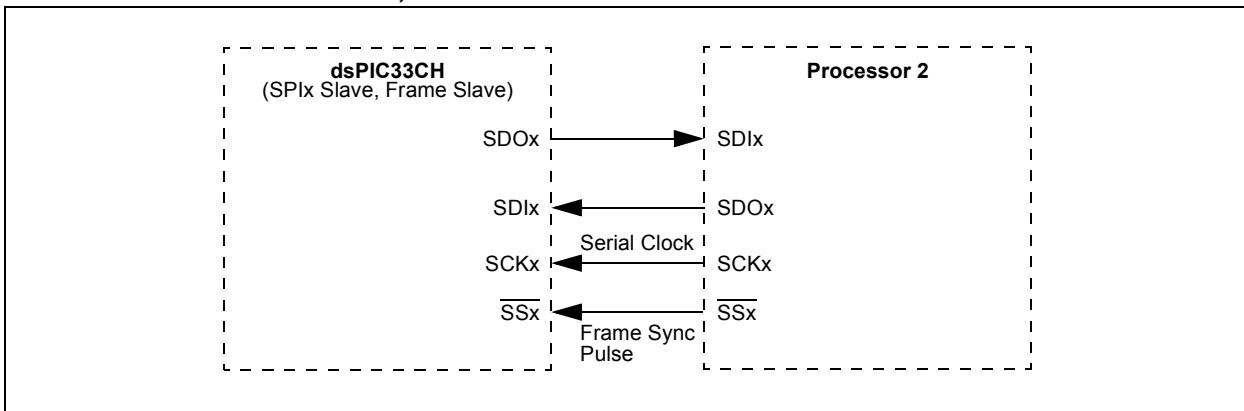 dsPIC33CH
(SPIx Slave, Frame Slave)
Processor 2
SDOx
SDIx
SDIx
SDOx
Serial Clock
SCKx
SCKx
SSx
SSx
Frame Sync
Pulse